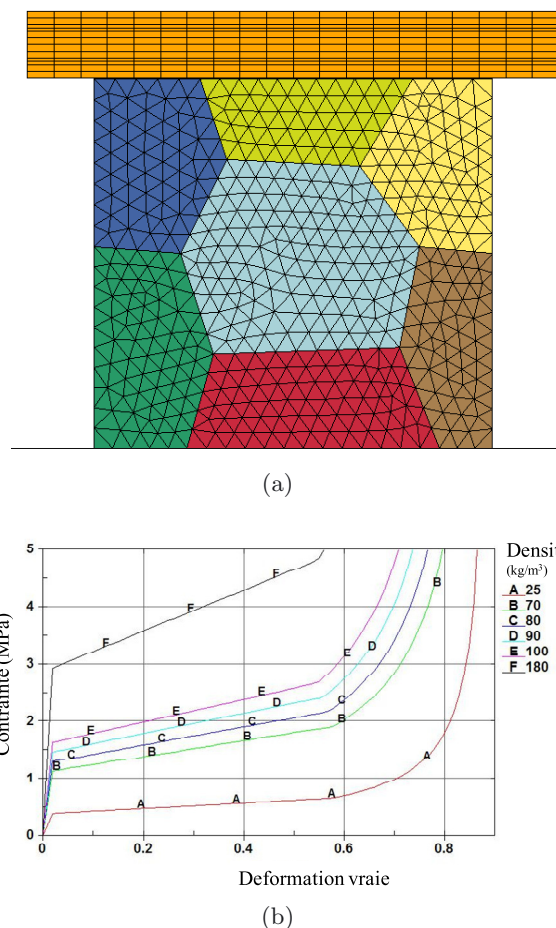 (a)
Contrainte (MPa)
5
4
3
2
1
0
F F F
E E E E
D D D D
C C C C
B B B B B
A A A A
0 0.2 0.4 0.6 0.8
Deformation vraie
Densit
(kg/m³)
A 25
B 70
C 80
D 90
E 100
F 180
(b)